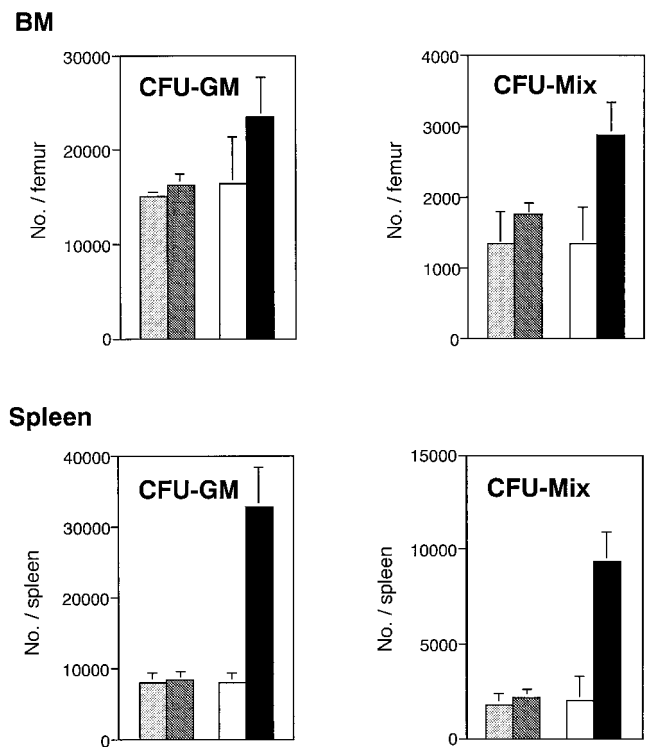 BM
30000
20000
10000
0
No. / femur
CFU-GM
4000
3000
2000
1000
0
No. / femur
CFU-Mix
Spleen
40000
30000
20000
10000
0
No. / spleen
CFU-GM
15000
10000
5000
0
No. / spleen
CFU-Mix